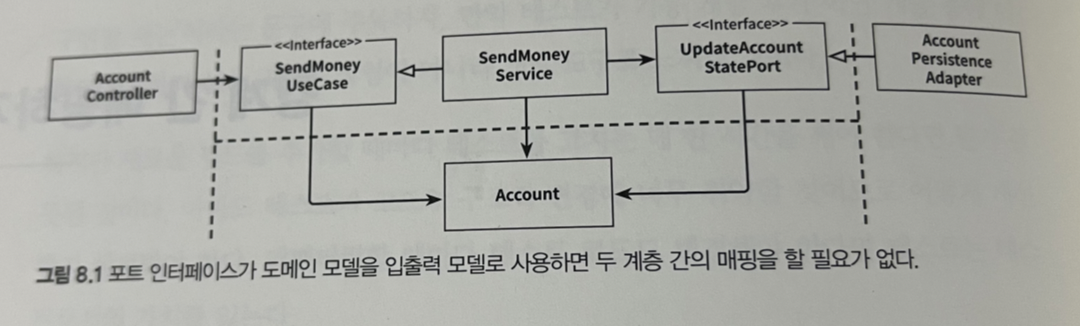 Account
Controller
<<Interface>>
SendMoney
UseCase
SendMoney
Service
<<Interface>>
UpdateAccount
StatePort
Account
Persistence
Adapter
Account
그림 8.1 포트 인터페이스가 도메인 모델을 입출력 모델로 사용하면 두 계층 간의 매핑을 할 필요가 없다.